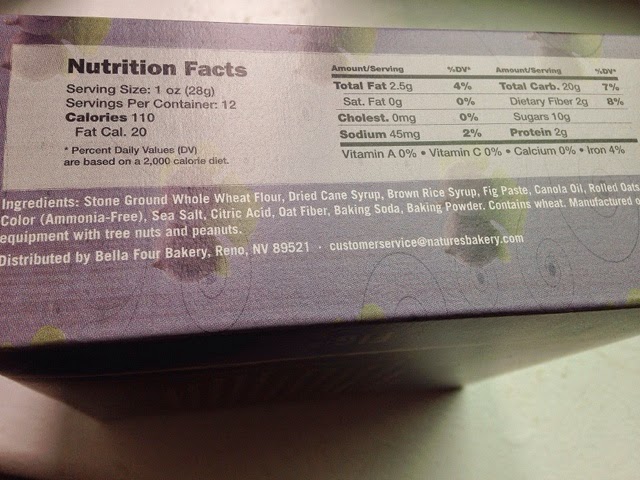 Nutrition Facts
Serving Size: 1 oz (28g)
Servings Per Container: 12
Calories 110
Fat Cal. 20
* Percent Daily Values (DV)
are based on a 2,000 calorie diet.
Amount/Serving %DV* Amount/Serving %DV*
Total Fat 2.5g 4% Total Carb. 20g 7%
Sat. Fat 0g 0% Dietary Fiber 2g 8%
Cholest. 0mg 0% Sugars 10g
Sodium 45mg 2% Protein 2g
Vitamin A 0% • Vitamin C 0% • Calcium 0% • Iron 4%
Ingredients: Stone Ground Whole Wheat Flour, Dried Cane Syrup, Brown Rice Syrup, Fig Paste, Canola Oil, Rolled Oats
Color (Ammonia-Free), Sea Salt, Citric Acid, Oat Fiber, Baking Soda, Baking Powder. Contains wheat. Manufactured o
equipment with tree nuts and peanuts.
Distributed by Bella Four Bakery, Reno, NV 89521 · customerservice@naturesbakery.com